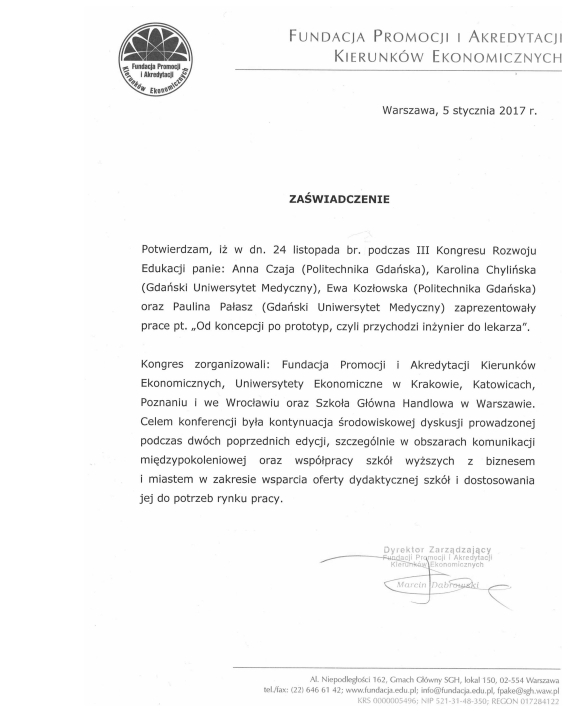 Fundacja Promocji
i Akredytacji
Kierunków Ekonomicznych
FUNDACJA PROMOCJI I AKREDYTACJI
KIERUNKÓW EKONOMICZNYCH
Warszawa, 5 stycznia 2017 r.
ZAŚWIADCZENIE
Potwierdzam, iż w dn. 24 listopada br. podczas III Kongresu Rozwoju
Edukacji panie: Anna Czaja (Politechnika Gdańska), Karolina Chylińska
(Gdański Uniwersytet Medyczny), Ewa Kozłowska (Politechnika Gdańska)
oraz Paulina Pałasz (Gdański Uniwersytet Medyczny) zaprezentowały
prace pt. „Od koncepcji po prototyp, czyli przychodzi inżynier do lekarza”.
Kongres zorganizowali: Fundacja Promocji i Akredytacji Kierunków
Ekonomicznych, Uniwersytety Ekonomiczne w Krakowie, Katowicach,
Poznaniu i we Wrocławiu oraz Szkoła Główna Handlowa w Warszawie.
Celem konferencji była kontynuacja środowiskowej dyskusji prowadzonej
podczas dwóch poprzednich edycji, szczególnie w obszarach komunikacji
międzypokoleniowej oraz współpracy szkół wyższych z biznesem
i miastem w zakresie wsparcia oferty dydaktycznej szkół i dostosowania
jej do potrzeb rynku pracy.
Dyrektor Zarządzający
Fundacji Promocji i Akredytacji
Kierunków Ekonomicznych
Marcin Dąbrowski
Al. Niepodległości 162, Gmach Główny SGH, lokal 150, 02-554 Warszawa
tel./fax: (22) 646 61 42; www.fundacja.edu.pl; info@fundacja.edu.pl, fpake@sgh.waw.pl
KRS 0000005496; NIP 521-31-48-350; REGON 017284122